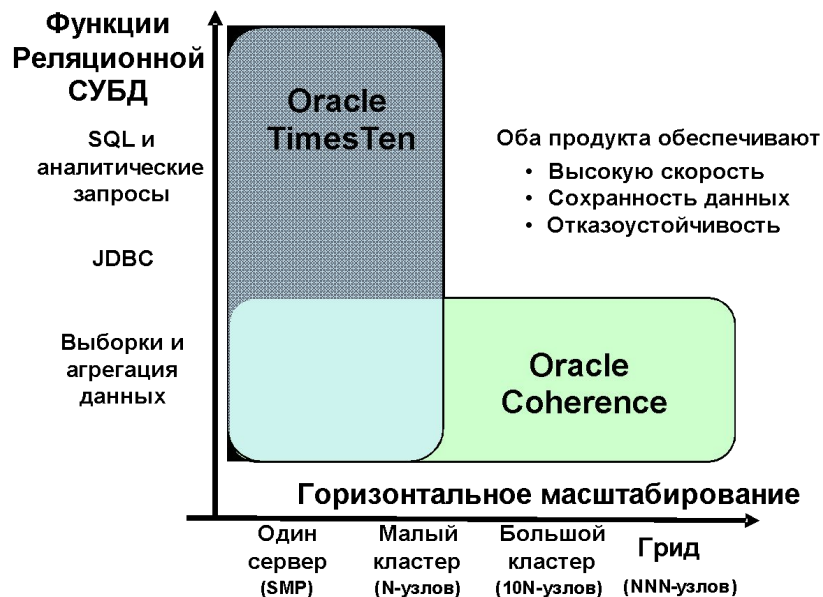 Функции
Реляционной
СУБД
SQL и
аналитические
запросы
JDBC
Выборки и
агрегация
данных
Oracle
TimesTen
Оба продукта обеспечивают
• Высокую скорость
• Сохранность данных
• Отказоустойчивость
Oracle
Coherence
Горизонтальное масштабирование
Один
сервер
(SMP)
Малый
кластер
(N-узлов)
Большой
кластер
(10N-узлов)
Грид
(NNN-узлов)